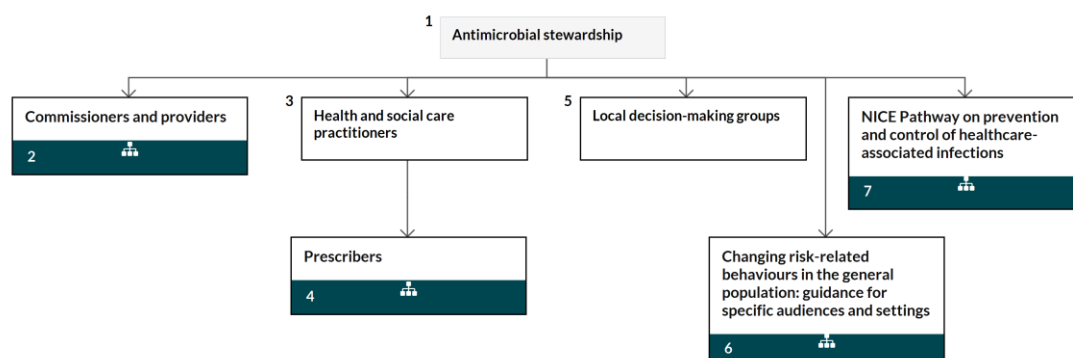 1
Antimicrobial stewardship
Commissioners and providers
2
3
Health and social care
practitioners
5
Local decision-making groups
NICE Pathway on prevention
and control of healthcare-
associated infections
7
Prescribers
4
Changing risk-related
behaviours in the general
population: guidance for
specific audiences and settings
6